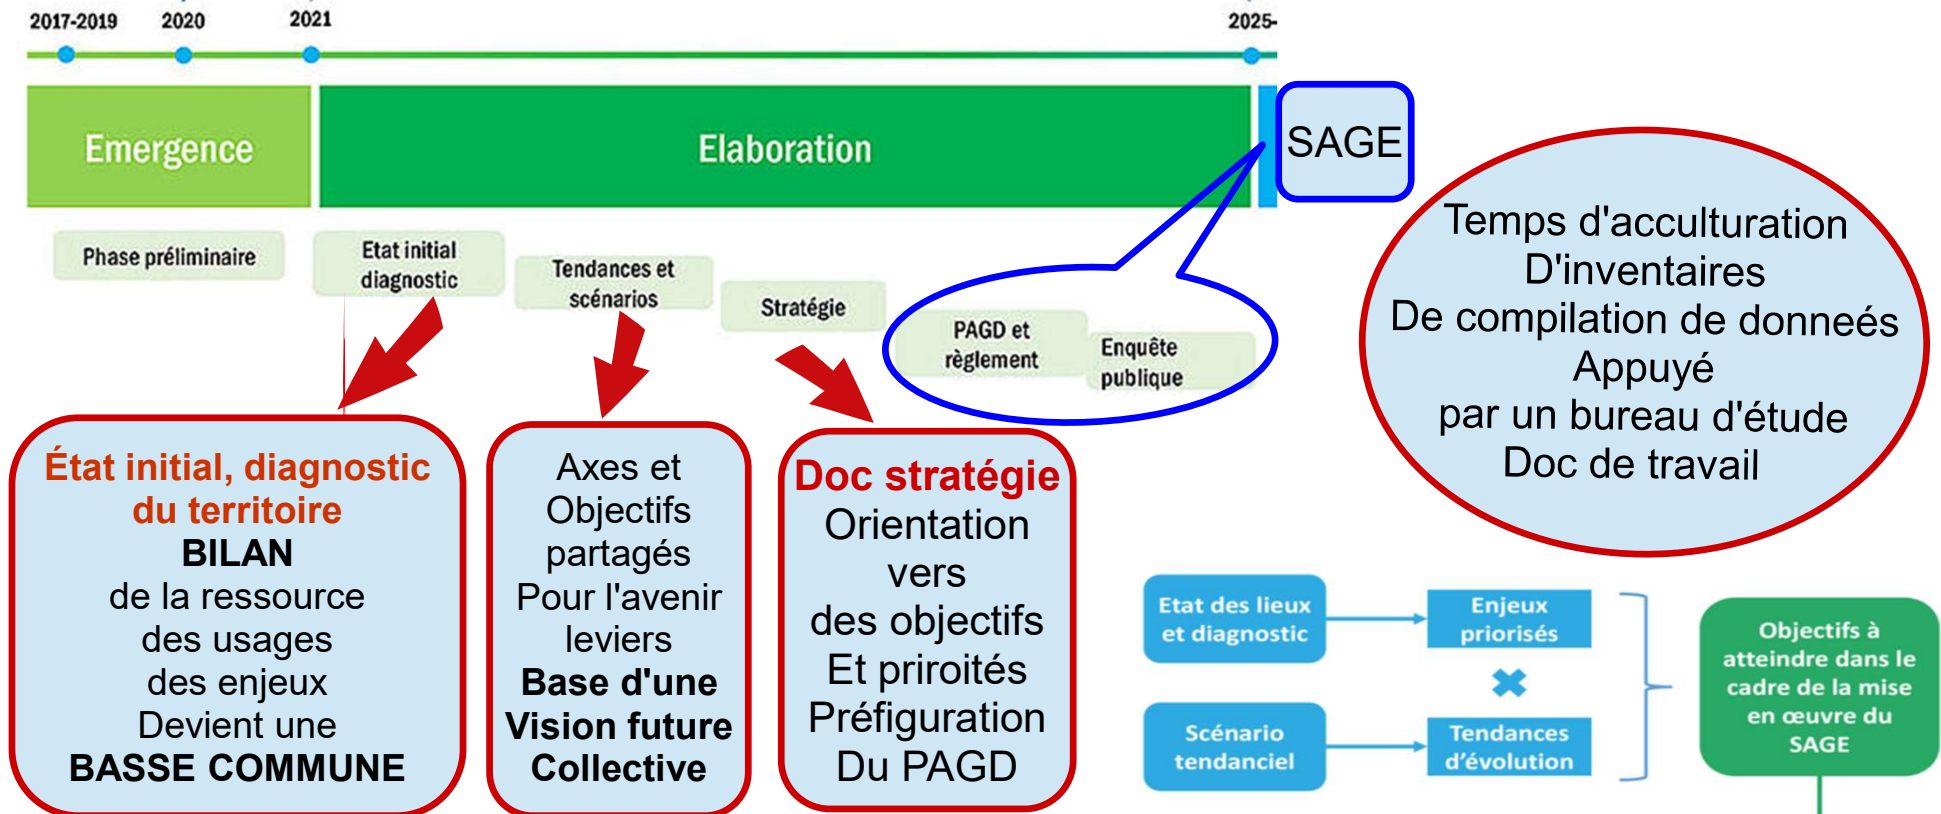 2017-2019
2020
2021
2025-
Emergence
Elaboration
SAGE
Phase préliminaire
Etat initial
diagnostic
Tendances et
scénarios
Stratégie
PAGD et
règlement
Enquête
publique
Temps d'acculturation
D'inventaires
De compilation de donneés
Appuyé
par un bureau d'étude
Doc de travail
État initial, diagnostic
du territoire
BILAN
de la ressource
des usages
des enjeux
Devient une
BASSE COMMUNE
Axes et
Objectifs
partagés
Pour l'avenir
leviers
Base d'une
Vision future
Collective
Doc stratégie
Orientation
vers
des objectifs
Et priroités
Préfiguration
Du PAGD
Etat des lieux
et diagnostic
Enjeux
priorisés
Scénario
tendanciel
Tendances
d'évolution
Objectifs à
atteindre dans le
cadre de la mise
en œuvre du
SAGE